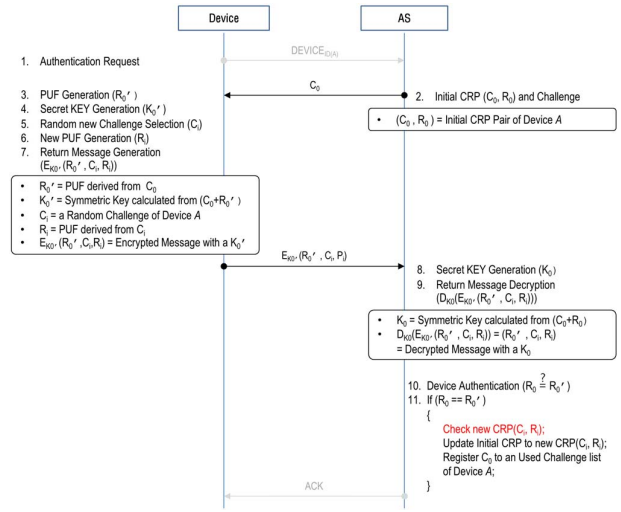 Device
AS
DEVICE_ID(A)
1. Authentication Request
C₀
2. Initial CRP (C₀, R₀) and Challenge
• (C₀ , R₀ ) = Initial CRP Pair of Device A
3. PUF Generation (R₀′ )
4. Secret KEY Generation (K₀′ )
5. Random new Challenge Selection (Cᵢ)
6. New PUF Generation (Rᵢ)
7. Return Message Generation
(E_K0′ (R₀′ , Cᵢ, Rᵢ))
• R₀′ = PUF derived from C₀
• K₀′ = Symmetric Key calculated from (C₀+R₀′ )
• Cᵢ = a Random Challenge of Device A
• Rᵢ = PUF derived from Cᵢ
• E_K0′ (R₀′ ,Cᵢ,Rᵢ) = Encrypted Message with a K₀′
E_K0′ (R₀′ , Cᵢ, Pᵢ)
8. Secret KEY Generation (K₀)
9. Return Message Decryption
(D_K0(E_K0′ (R₀′ , Cᵢ, Rᵢ)))
• K₀ = Symmetric Key calculated from (C₀+R₀)
• D_K0(E_K0′ (R₀′ , Cᵢ, Rᵢ)) = (R₀′ , Cᵢ, Rᵢ)
= Decrypted Message with a K₀
10. Device Authentication (R₀ ≟ R₀′ )
11. If (R₀ == R₀′ )
{
Check new CRP(Cᵢ, Rᵢ);
Update Initial CRP to new CRP(Cᵢ, Rᵢ);
Register C₀ to an Used Challenge list
of Device A;
}
ACK